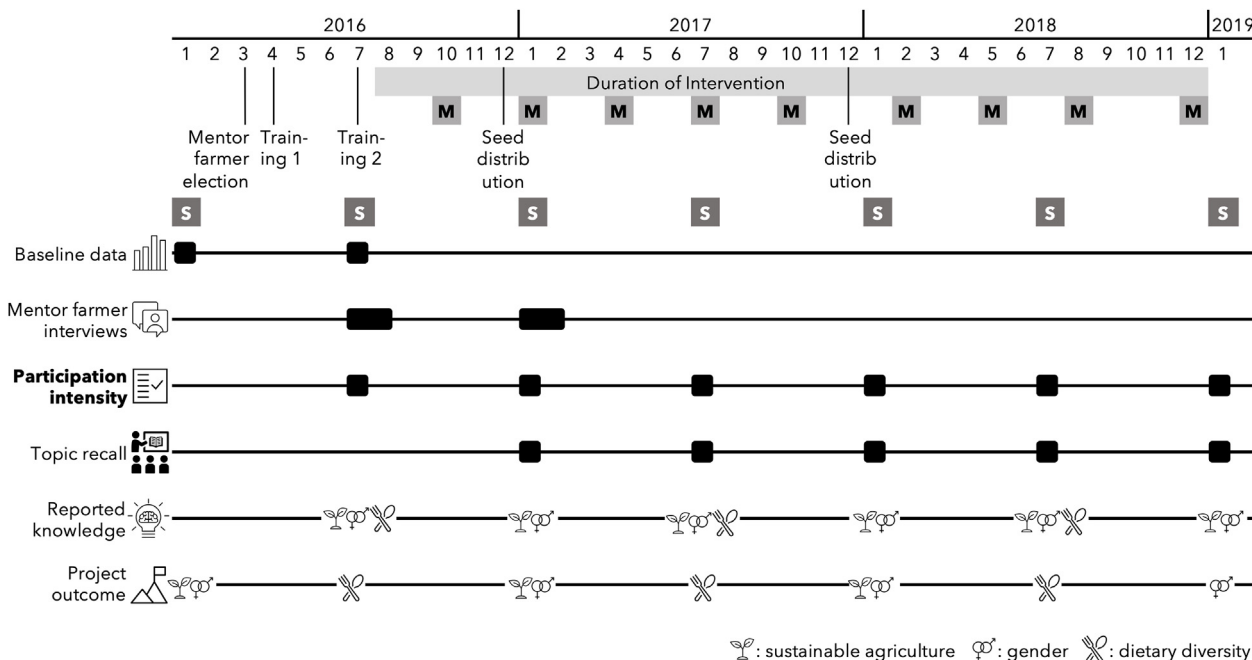 2016 2017 2018 2019
1 2 3 4 5 6 7 8 9 10 11 12 1 2 3 4 5 6 7 8 9 10 11 12 1 2 3 4 5 6 7 8 9 10 11 12 1
Duration of Intervention
M M M M M M M M
Mentor
farmer
election
Train-
ing 1
Train-
ing 2
Seed
distrib
ution
Seed
distrib
ution
S S S S S S S
Baseline data
Mentor farmer
interviews
Participation
intensity
Topic recall
Reported
knowledge
Project
outcome
: sustainable agriculture : gender : dietary diversity